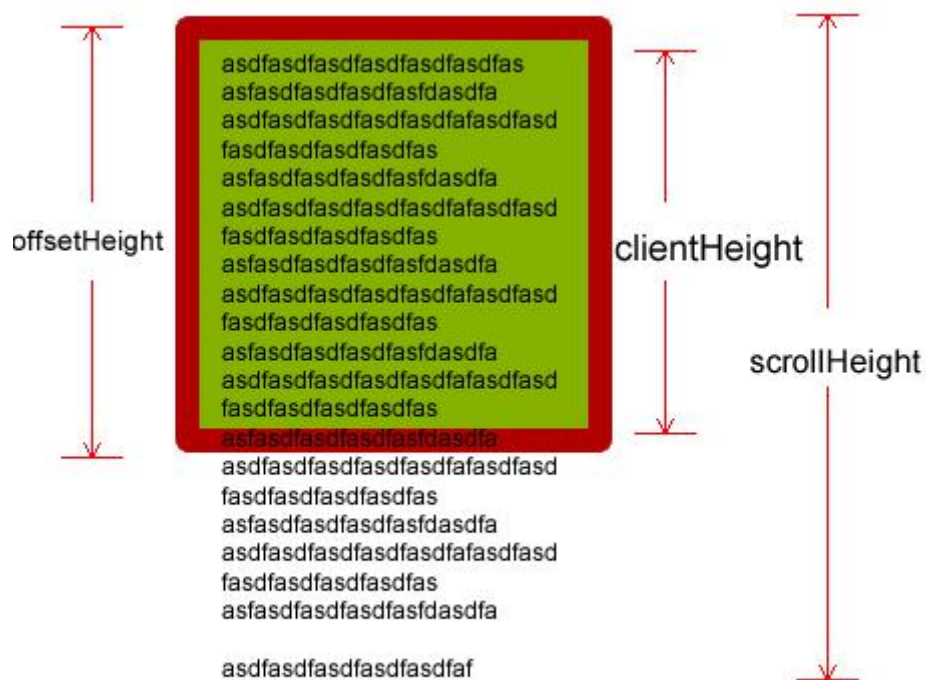 asdfasdfasdfasdfasdfasdfas
asfasdfasdfasdfasfdasdfa
asdfasdfasdfasdfasdfafasdfasd
fasdfasdfasdfasdfas
asfasdfasdfasdfasfdasdfa
asdfasdfasdfasdfasdfafasdfasd
offsetHeight
fasdfasdfasdfasdfas
clientHeight
asfasdfasdfasdfasfdasdfa
asdfasdfasdfasdfasdfafasdfasd
fasdfasdfasdfasdfas
asfasdfasdfasdfasfdasdfa
scrollHeight
asdfasdfasdfasdfasdfafasdfasd
fasdfasdfasdfasdfas
asfasdfasdfasdfasfdasdfa
asdfasdfasdfasdfasdfafasdfasd
fasdfasdfasdfasdfas
asfasdfasdfasdfasfdasdfa
asdfasdfasdfasdfasdfafasdfasd
fasdfasdfasdfasdfas
asfasdfasdfasdfasfdasdfa
asdfasdfasdfasdfasdfaf